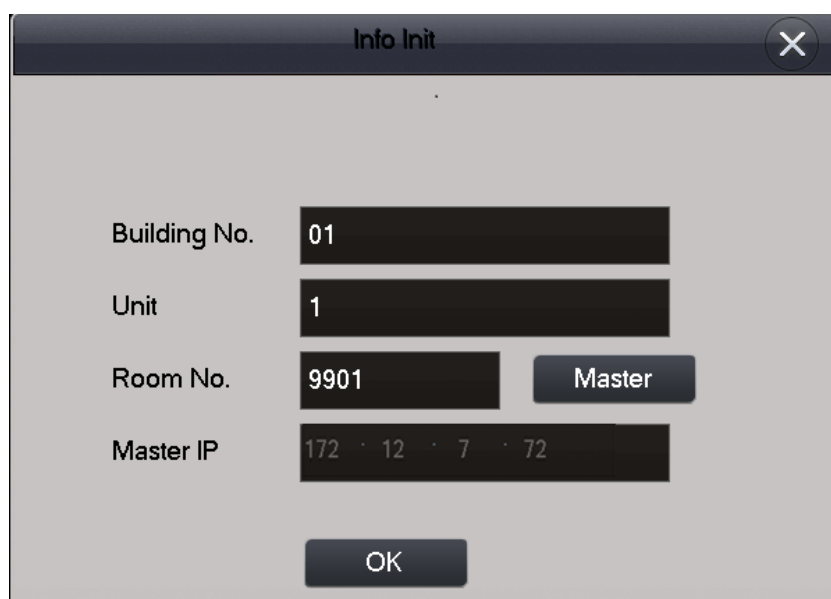 Info Init
Building No. 01
Unit 1
Room No. 9901 Master
Master IP 172 . 12 . 7 . 72
OK